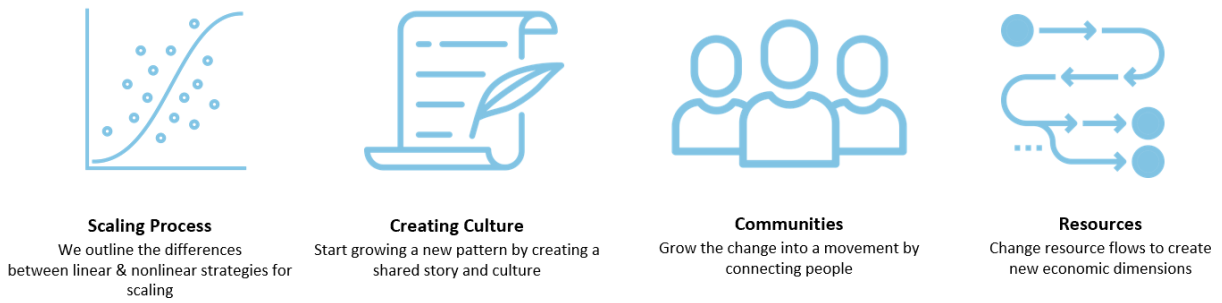 Scaling Process
We outline the differences
between linear & nonlinear strategies for
scaling
Creating Culture
Start growing a new pattern by creating a
shared story and culture
Communities
Grow the change into a movement by
connecting people
Resources
Change resource flows to create
new economic dimensions